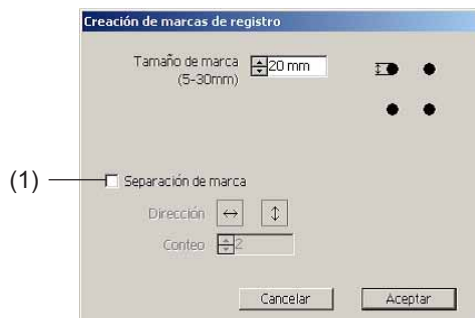 Creación de marcas de registro
Tamaño de marca 20 mm
(5-30mm)
(1) Separación de marca
Dirección
Conteo 2
Cancelar Aceptar